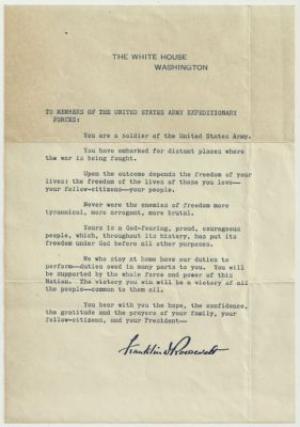 THE WHITE HOUSE
WASHINGTON
TO MEMBERS OF THE UNITED STATES ARMY EXPEDITIONARY
FORCES:
You are a soldier of the United States Army.
You have embarked for distant places where
the war is being fought.
Upon the outcome depends the freedom of your
lives: the freedom of the lives of those you love—
your fellow-citizens—your people.
Never were the enemies of freedom more
tyrannical, more arrogant, more brutal.
Yours is a God-fearing, proud, courageous
people, which, throughout its history, has put its
freedom under God before all other purposes.
We who stay at home have our duties to
perform—duties owed in many parts to you. You will
be supported by the whole force and power of this
Nation. The victory you win will be a victory of all
the people—common to them all.
You bear with you the hope, the confidence,
the gratitude and the prayers of your family, your
fellow-citizens, and your President—
Franklin D Roosevelt